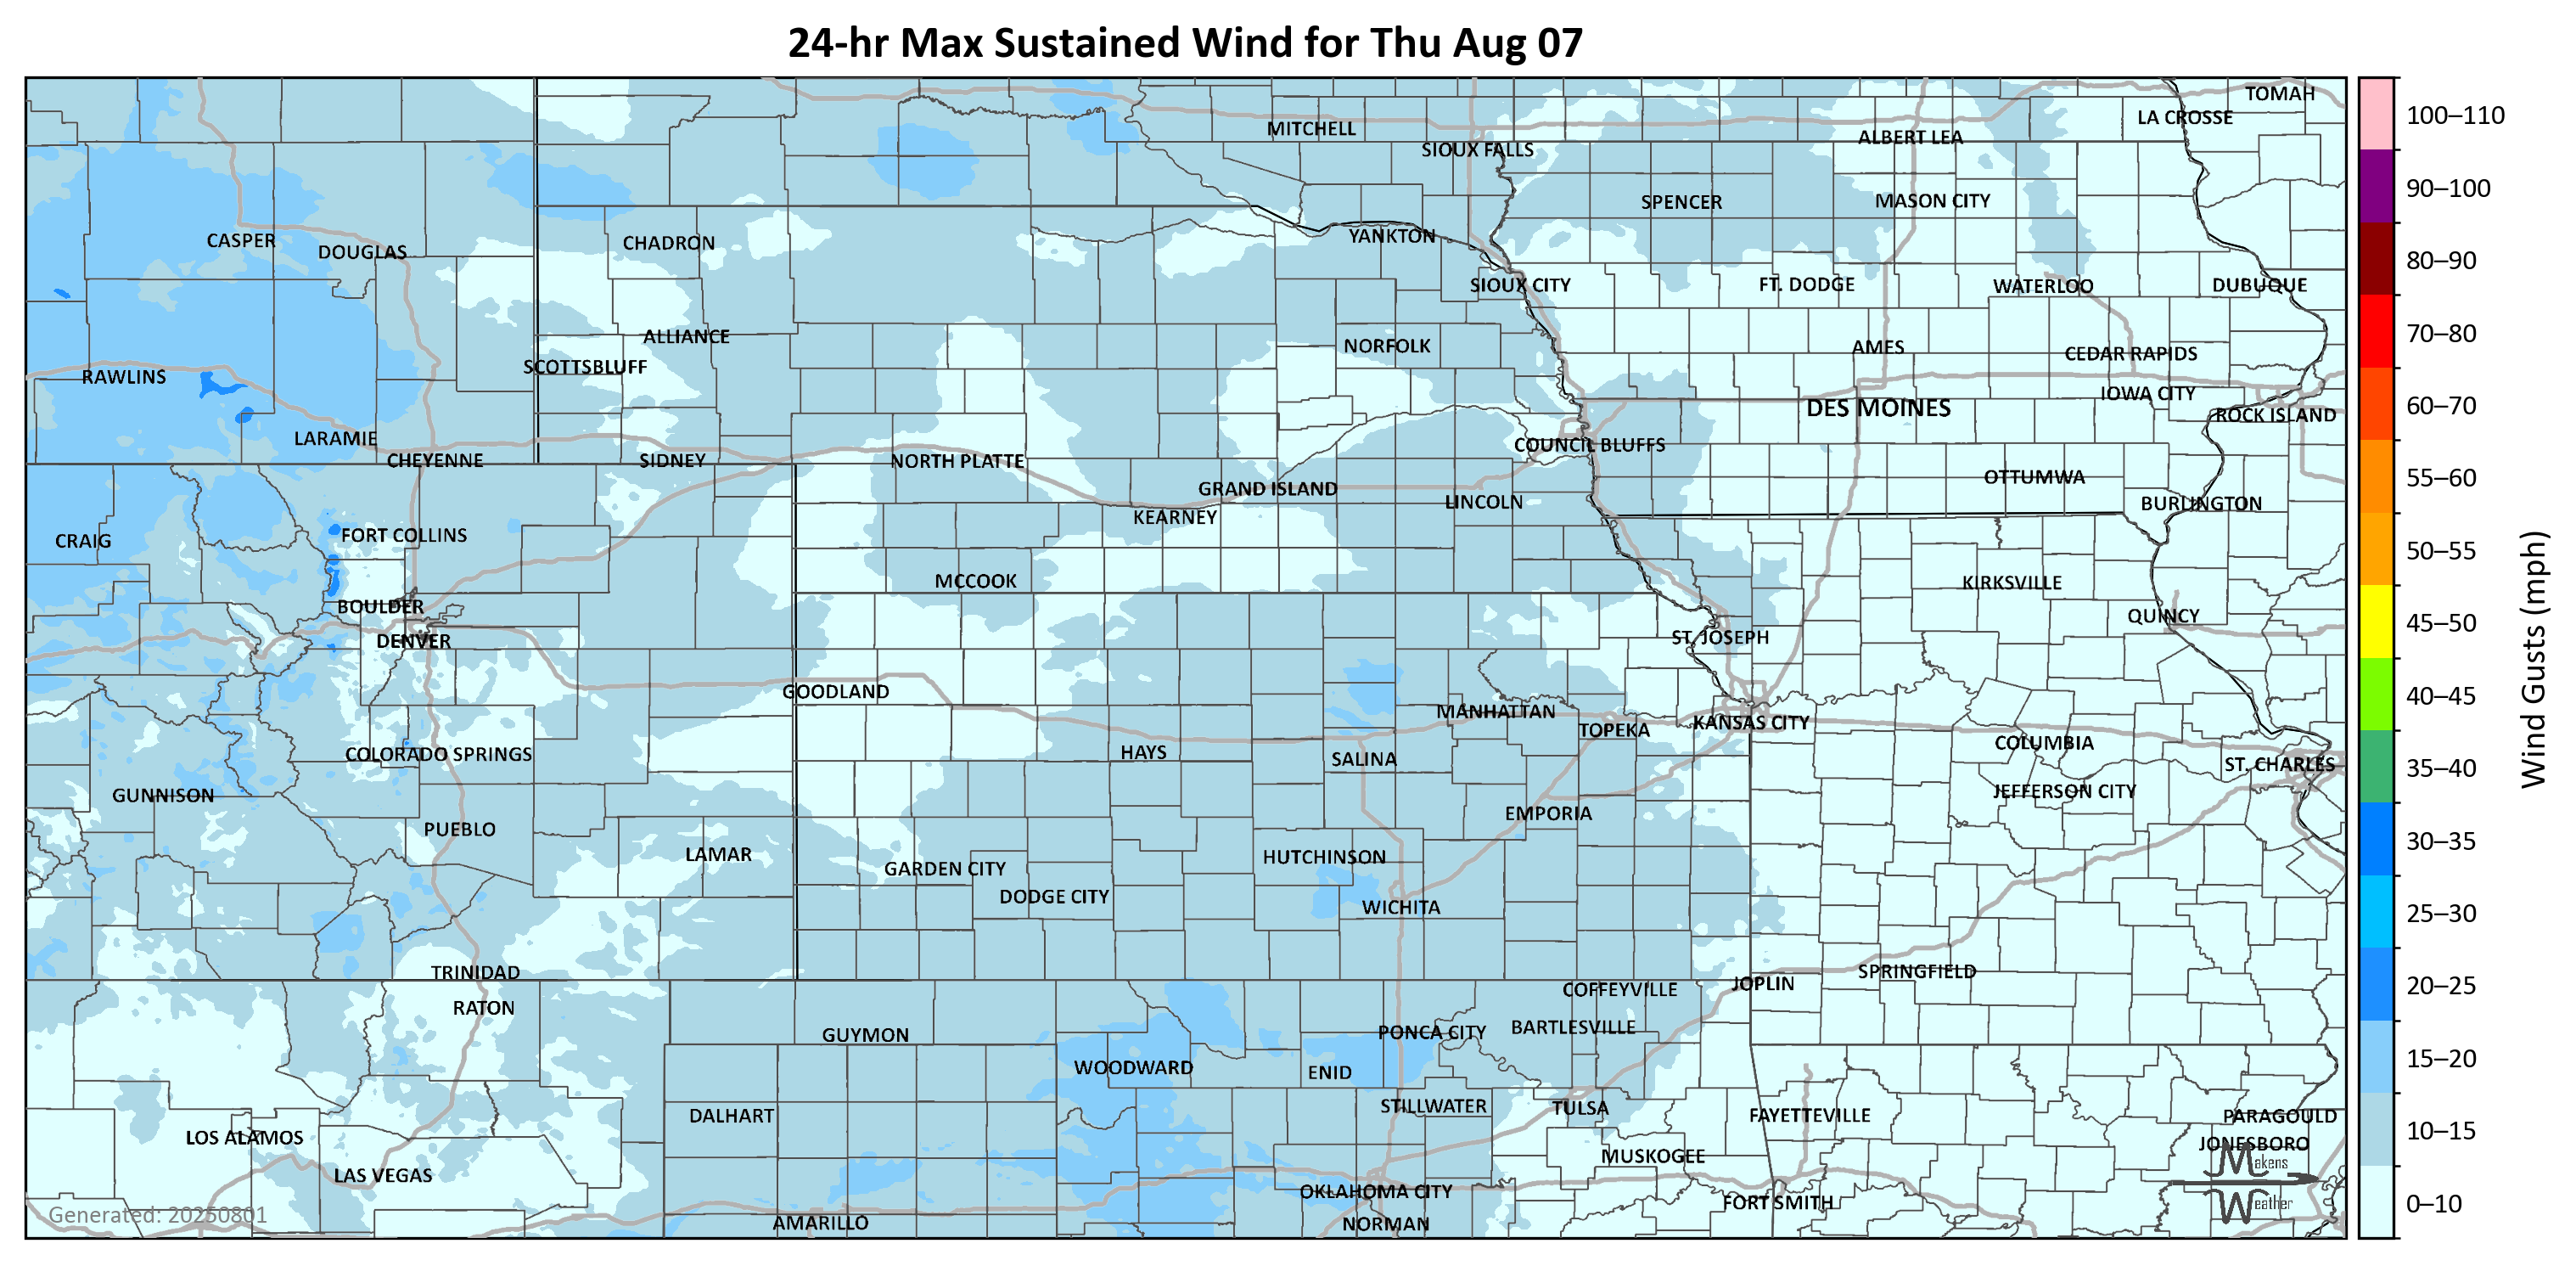 24-hr Max Sustained Wind for Thu Aug 07
TOMAH
LA CROSSE
MITCHELL
ALBERT LEA
SIOUX FALLS
SPENCER
MASON CITY
CASPER
DOUGLAS
CHADRON
YANKTON
SIOUX CITY
FT. DODGE
WATERLOO
DUBUQUE
ALLIANCE
NORFOLK
AMES
CEDAR RAPIDS
SCOTTSBLUFF
RAWLINS
IOWA CITY
DES MOINES
ROCK ISLAND
LARAMIE
COUNCIL BLUFFS
CHEYENNE
SIDNEY
NORTH PLATTE
OTTUMWA
GRAND ISLAND
LINCOLN
BURLINGTON
KEARNEY
CRAIG
FORT COLLINS
MCCOOK
KIRKSVILLE
BOULDER
QUINCY
DENVER
ST. JOSEPH
GOODLAND
MANHATTAN
TOPEKA
KANSAS CITY
COLUMBIA
COLORADO SPRINGS
HAYS
SALINA
ST. CHARLES
GUNNISON
JEFFERSON CITY
EMPORIA
PUEBLO
LAMAR
HUTCHINSON
GARDEN CITY
DODGE CITY
WICHITA
TRINIDAD
SPRINGFIELD
JOPLIN
COFFEYVILLE
RATON
GUYMON
PONCA CITY
BARTLESVILLE
WOODWARD
ENID
STILLWATER
TULSA
DALHART
FAYETTEVILLE
PARAGOULD
LOS ALAMOS
JONESBORO
MUSKOGEE
LAS VEGAS
OKLAHOMA CITY
FORT SMITH
AMARILLO
NORMAN
Generated: 20250801
Makens
Weather
100–110
90–100
80–90
70–80
60–70
55–60
50–55
45–50
40–45
35–40
30–35
25–30
20–25
15–20
10–15
0–10
Wind Gusts (mph)